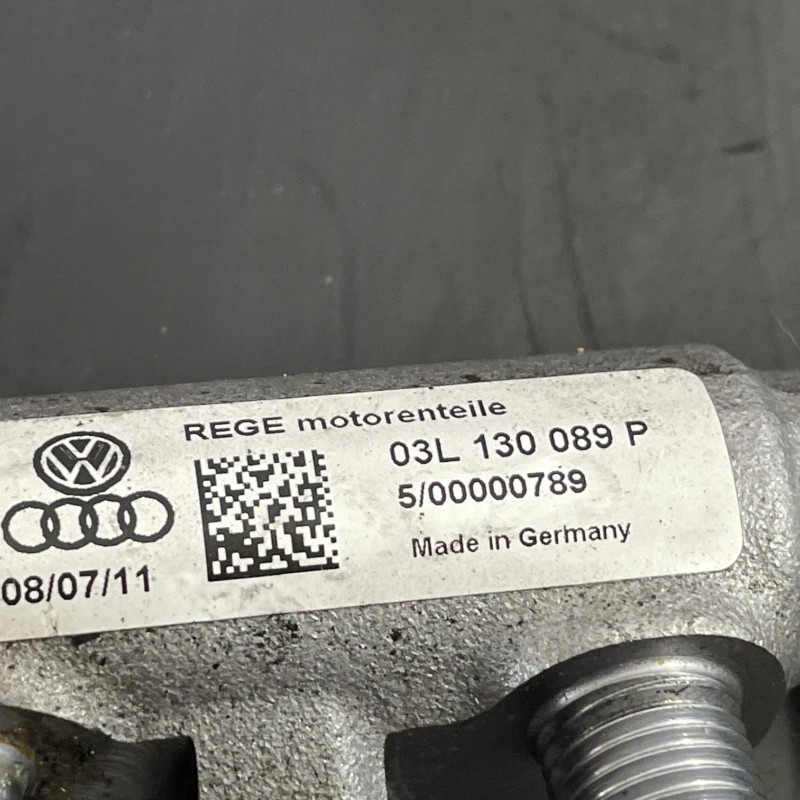 REGE motorenteile
03L 130 089 P
5/00000789
Made in Germany
08/07/11